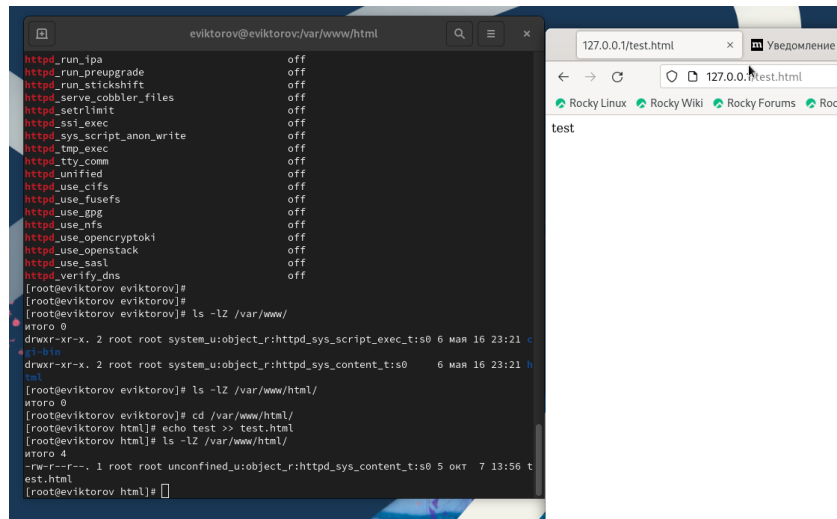 eviktorov@eviktorov:/var/www/html
httpd_run_ipa off
httpd_run_preupgrade off
httpd_run_stickshift off
httpd_serve_cobbler_files off
httpd_setrlimit off
httpd_ssi_exec off
httpd_sys_script_anon_write off
httpd_tmp_exec off
httpd_tty_comm off
httpd_unified off
httpd_use_cifs off
httpd_use_fusefs off
httpd_use_gpg off
httpd_use_nfs off
httpd_use_opencryptoki off
httpd_use_openstack off
httpd_use_sasl off
httpd_verify_dns off
[root@eviktorov eviktorov]#
[root@eviktorov eviktorov]#
[root@eviktorov eviktorov]# ls -lZ /var/www/
итого 0
drwxr-xr-x. 2 root root system_u:object_r:httpd_sys_script_exec_t:s0 6 мая 16 23:21 c
gi-bin
drwxr-xr-x. 2 root root system_u:object_r:httpd_sys_content_t:s0 6 мая 16 23:21 h
tml
[root@eviktorov eviktorov]# ls -lZ /var/www/html/
итого 0
[root@eviktorov eviktorov]# cd /var/www/html/
[root@eviktorov html]# echo test >> test.html
[root@eviktorov html]# ls -lZ /var/www/html/
итого 4
-rw-r--r--. 1 root root unconfined_u:object_r:httpd_sys_content_t:s0 5 окт 7 13:56 t
est.html
[root@eviktorov html]#
127.0.0.1/test.html
m Уведомление
127.0.0.1/test.html
Rocky Linux Rocky Wiki Rocky Forums Roc
test